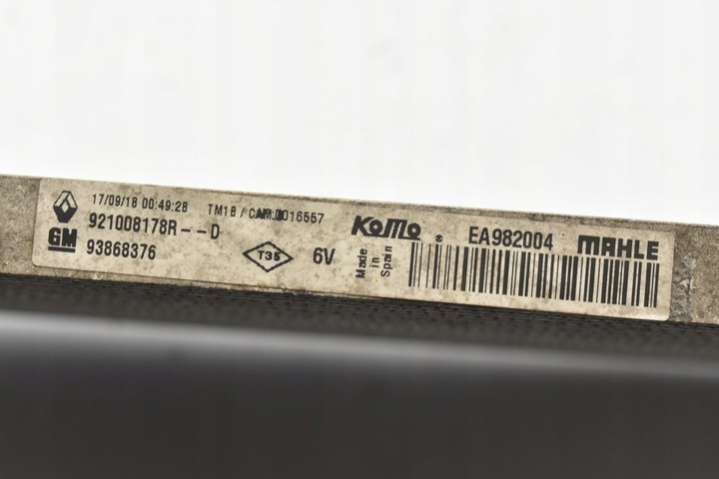 17/09/18 00:49:28 TM18 / CAM.0016557
921008178R--D
GM 93868376
T35 6V
Made in Spain
KoMo EA982004 MAHLE